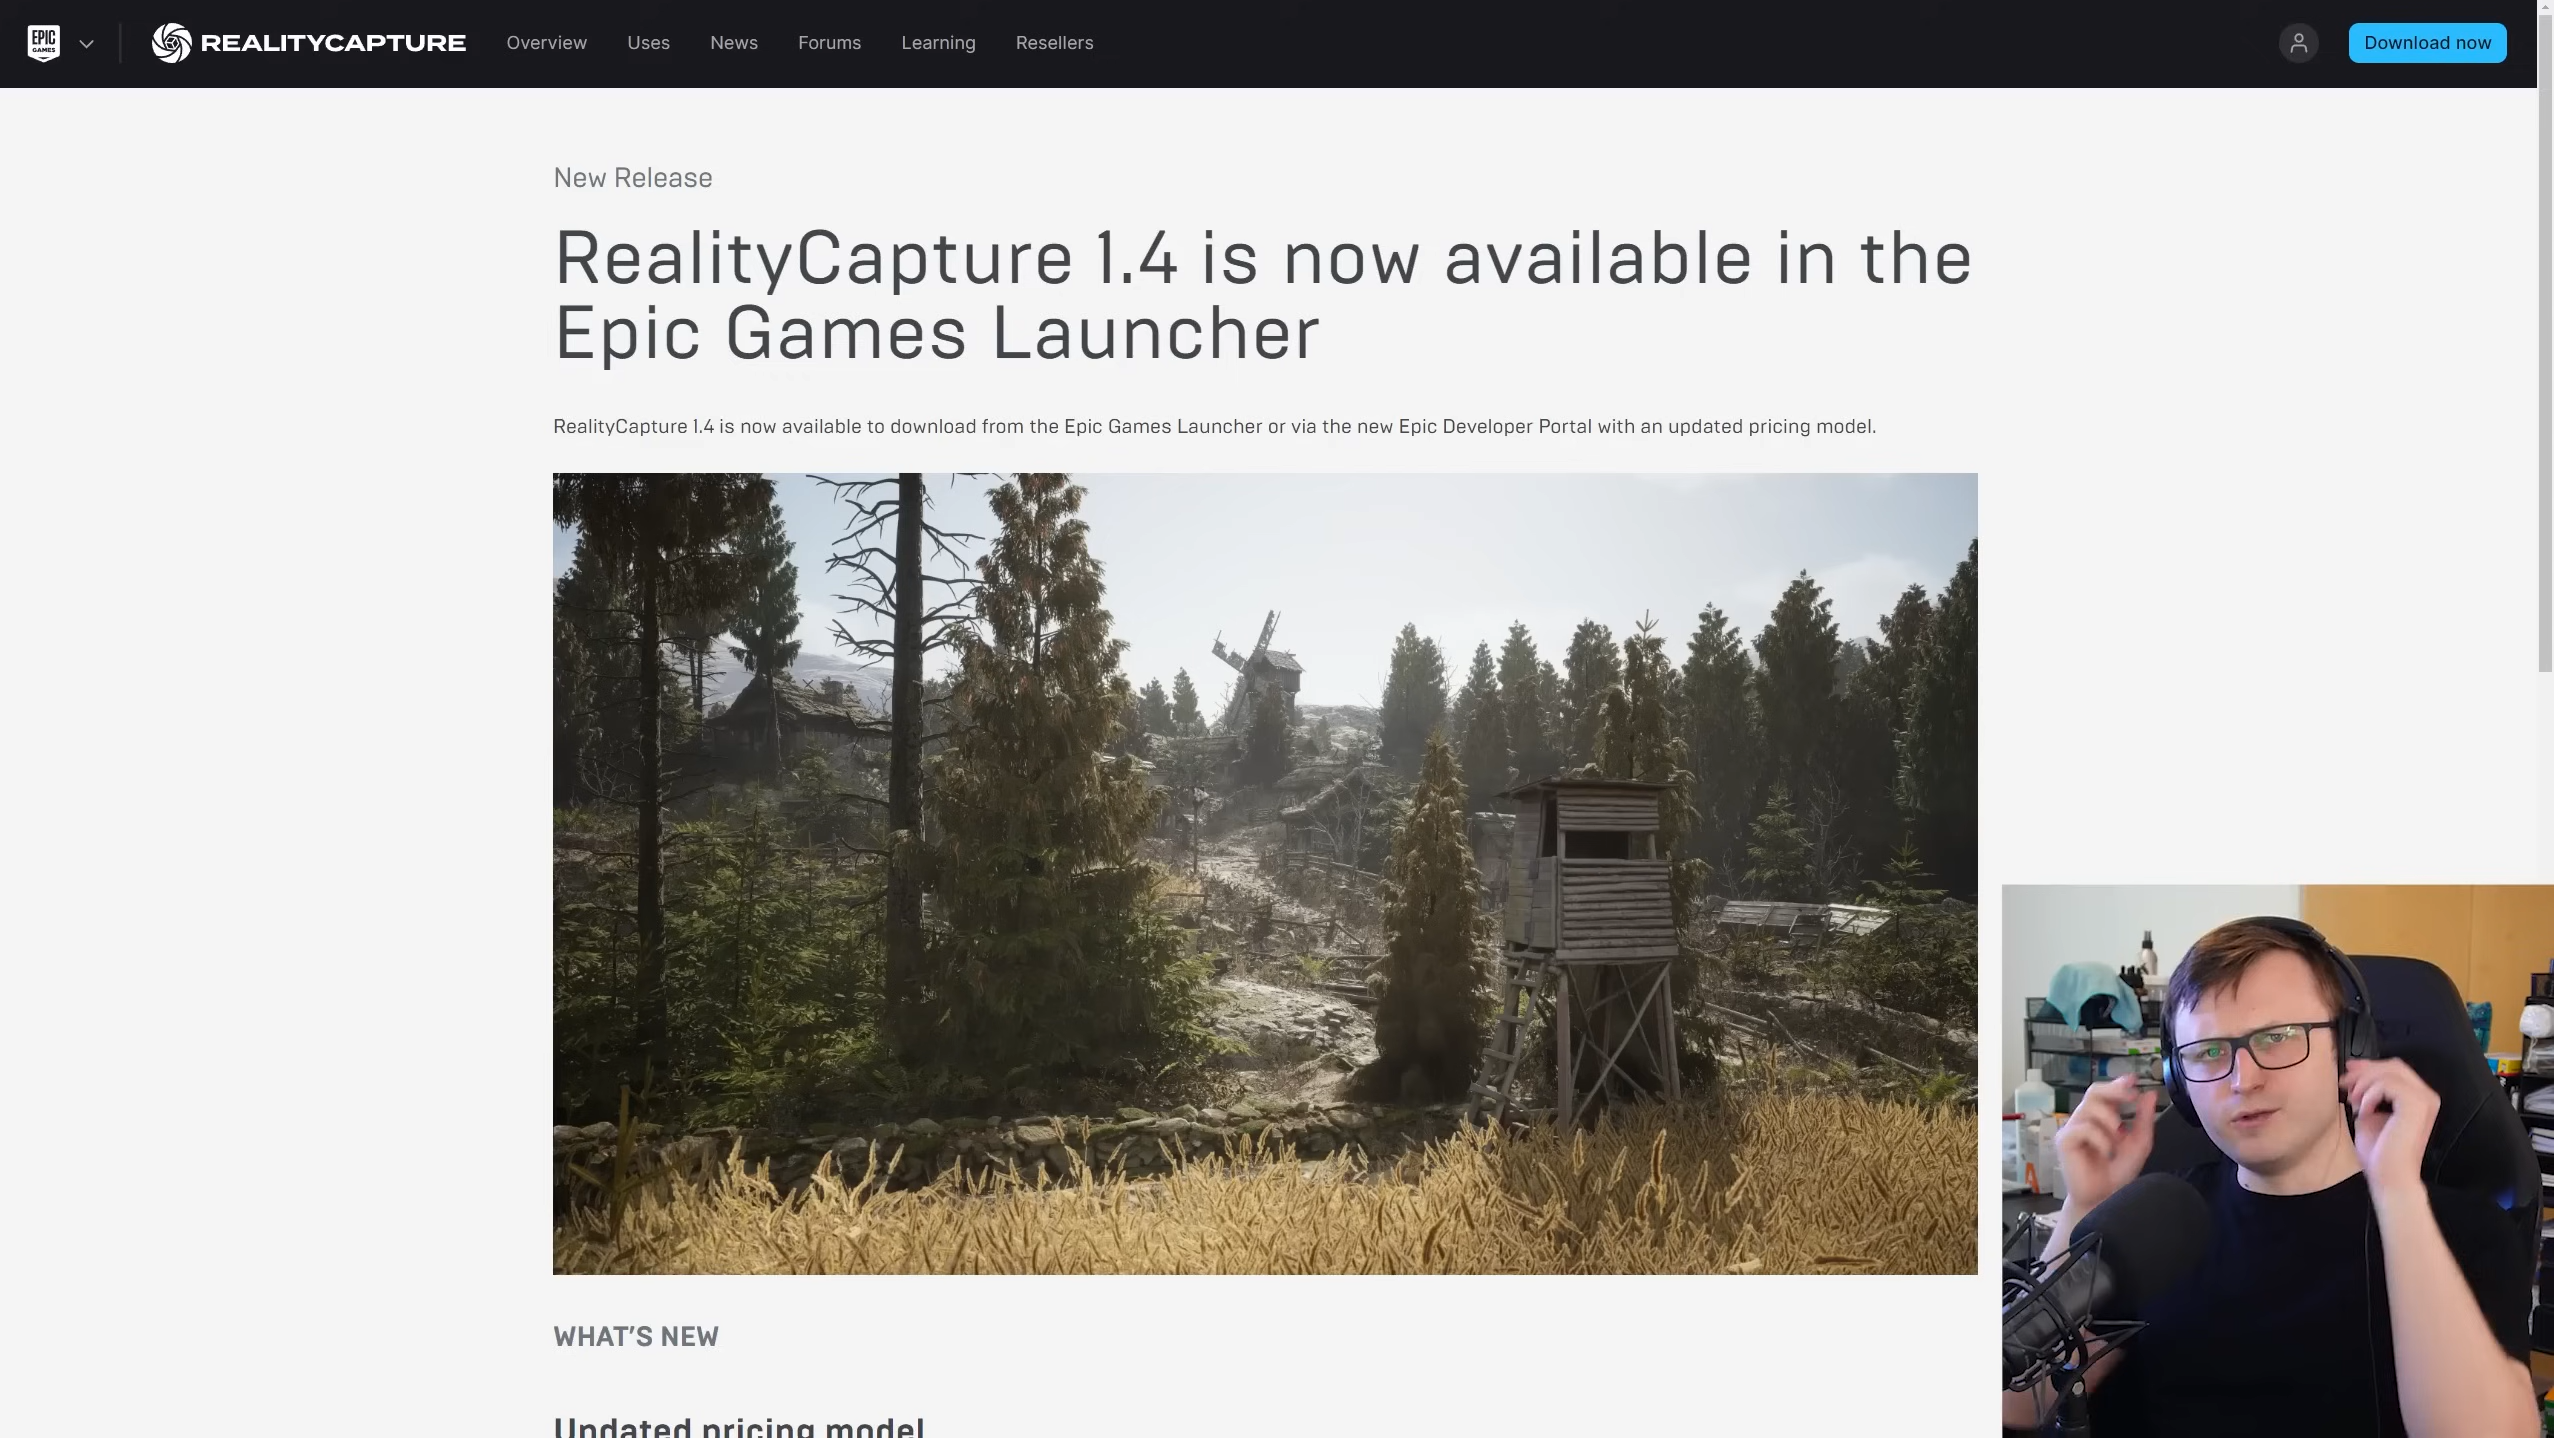 EPIC
GAMES
REALITYCAPTURE
Overview
Uses
News
Forums
Learning
Resellers
Download now
New Release
RealityCapture 1.4 is now available in the
Epic Games Launcher
RealityCapture 1.4 is now available to download from the Epic Games Launcher or via the new Epic Developer Portal with an updated pricing model.
WHAT'S NEW
Updated pricing model